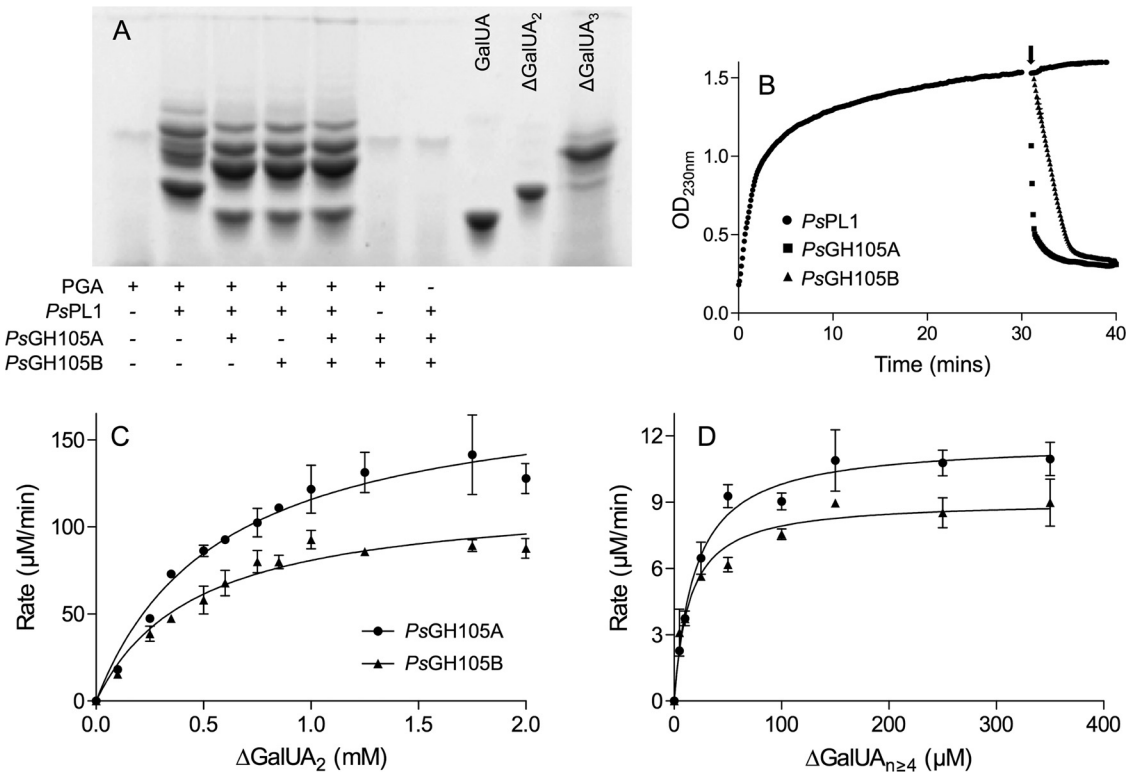 A
GalUA
ΔGalUA2
ΔGalUA3
PGA + + + + + + -
PsPL1 - + + + + - +
PsGH105A - - + - + + +
PsGH105B - - - + + + +
B
OD230nm
1.5
1.0
0.5
0.0
PsPL1
PsGH105A
PsGH105B
0 10 20 30 40
Time (mins)
C
Rate (µM/min)
150
100
50
0
PsGH105A
PsGH105B
0.0 0.5 1.0 1.5 2.0
ΔGalUA2 (mM)
D
Rate (µM/min)
12
9
6
3
0
0 100 200 300 400
ΔGalUAn≥4 (µM)